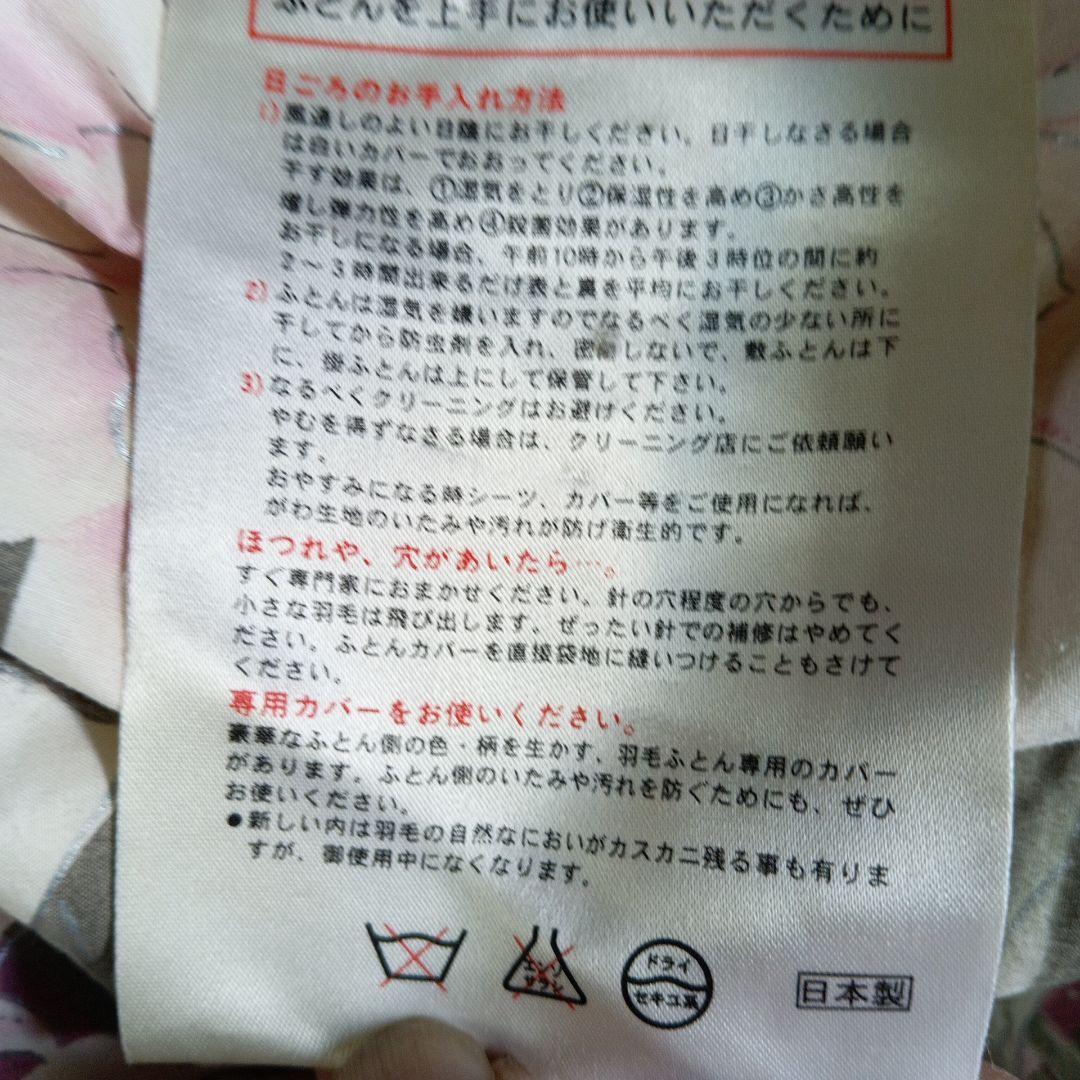 ふとんを上手にお使いいただくために
日ごろのお手入れ方法
1)風通しのよい日陰にお干しください。日干しなさる場合
は白いカバーでおおってください。
干す効果は、①湿気をとり②保湿性を高め③かさ高性を
増し弾力性を高め④殺菌効果があります。
お干しになる場合、午前10時から午後3時位の間に約
2〜3時間出来るだけ表と裏を平均にお干しください。
2)ふとんは湿気を嫌いますのでなるべく湿気の少ない所に
干してから防虫剤を入れ、密閉しないで、敷ふとんは下
に、掛ふとんは上にして保管して下さい。
3)なるべくクリーニングはお避けください。
やむを得ずなさる場合は、クリーニング店にご依頼願い
ます。
おやすみになる時シーツ、カバー等をご使用になれば、
がわ生地のいたみや汚れが防げ衛生的です。
ほつれや、穴があいたら…。
すぐ専門家におまかせください。針の穴程度の穴からでも、
小さな羽毛は飛び出します。ぜったい針での補修はやめてく
ださい。ふとんカバーを直接袋地に縫いつけることもさけて
ください。
専用カバーをお使いください。
豪華なふとん側の色・柄を生かす、羽毛ふとん専用のカバー
があります。ふとん側のいたみや汚れを防ぐためにも、ぜひ
お使いください。
●新しい内は羽毛の自然なにおいがカスカニ残る事も有りま
すが、御使用中になくなります。
エンソ
サラシ
ドライ
セキユ系
日本製